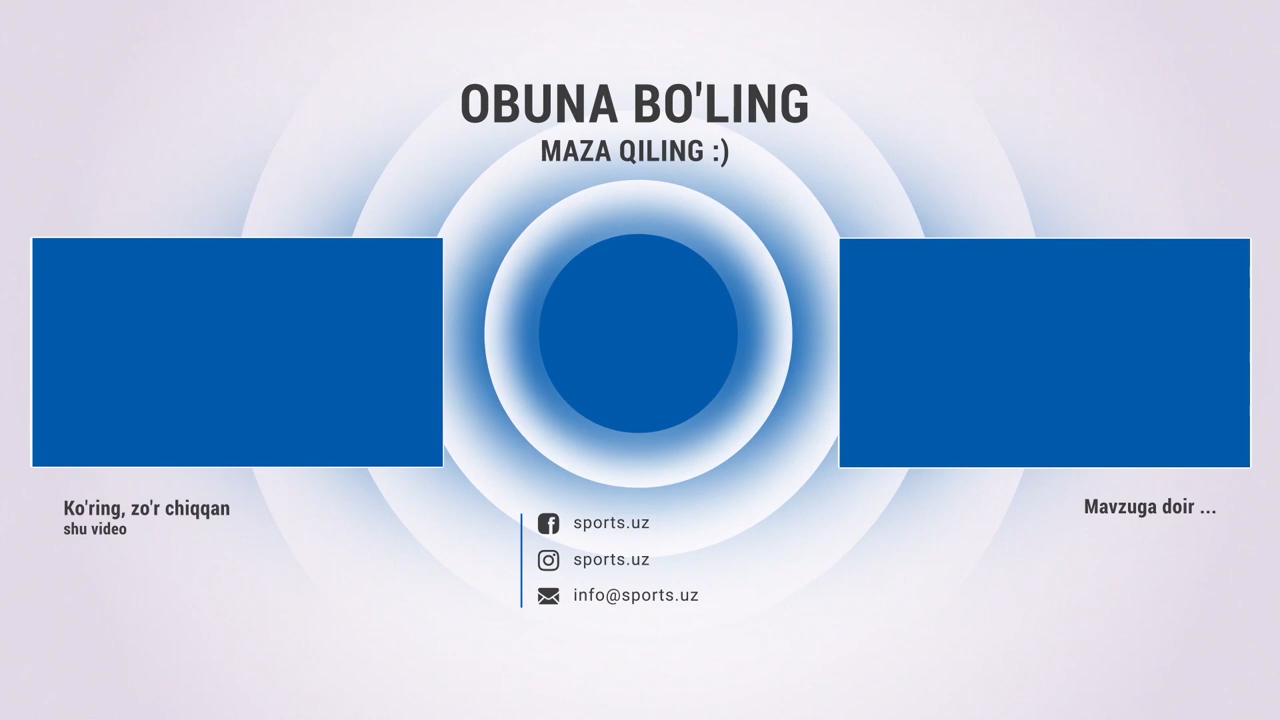 OBUNA BO'LING
MAZA QILING :)
Ko'ring, zo'r chiqqan
shu video
Mavzuga doir ...
sports.uz
sports.uz
info@sports.uz